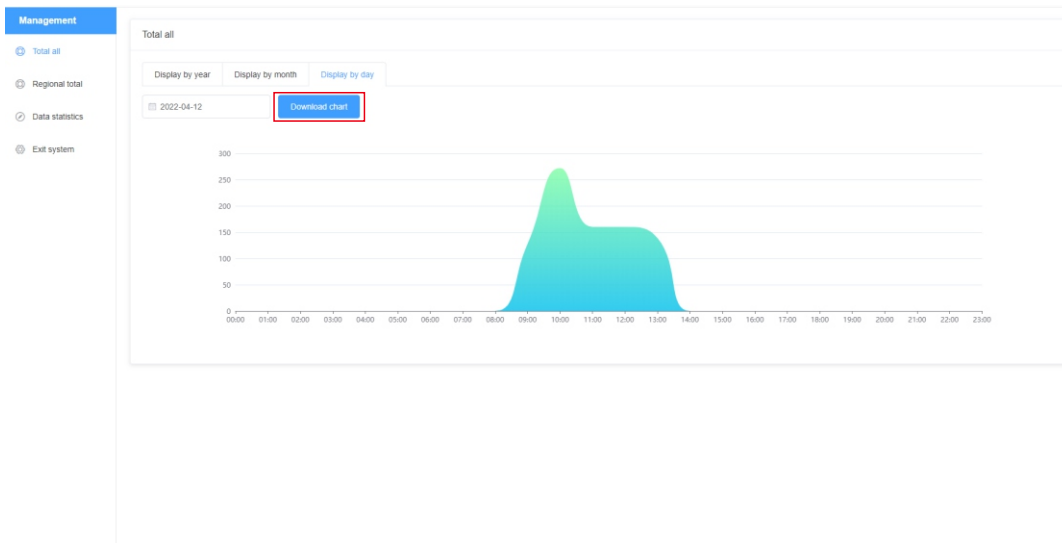 Management
Total all
Regional total
Data statistics
Exit system
Total all
Display by year Display by month Display by day
2022-04-12 Download chart
300
250
200
150
100
50
0
00:00 01:00 02:00 03:00 04:00 05:00 06:00 07:00 08:00 09:00 10:00 11:00 12:00 13:00 14:00 15:00 16:00 17:00 18:00 19:00 20:00 21:00 22:00 23:00